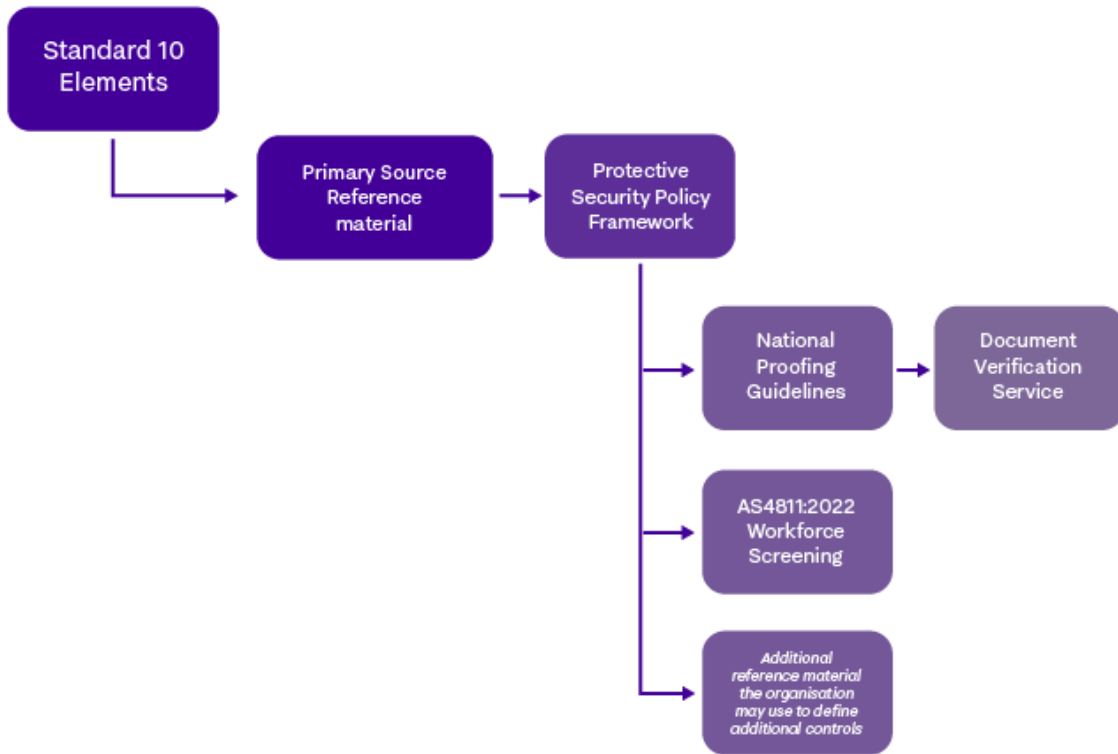 Standard 10
Elements
Primary Source
Reference
material
Protective
Security Policy
Framework
National
Proofing
Guidelines
Document
Verification
Service
AS4811:2022
Workforce
Screening
Additional
reference material
the organisation
may use to define
additional controls